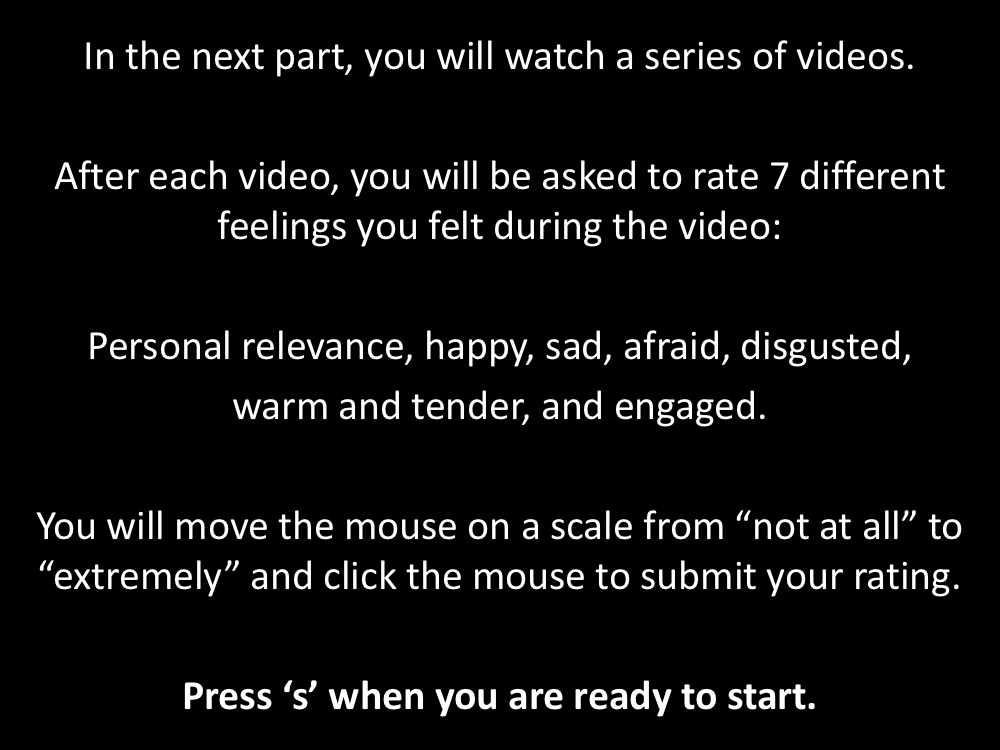 In the next part, you will watch a series of videos.
After each video, you will be asked to rate 7 different
feelings you felt during the video:
Personal relevance, happy, sad, afraid, disgusted,
warm and tender, and engaged.
You will move the mouse on a scale from “not at all” to
“extremely” and click the mouse to submit your rating.
Press ‘s’ when you are ready to start.